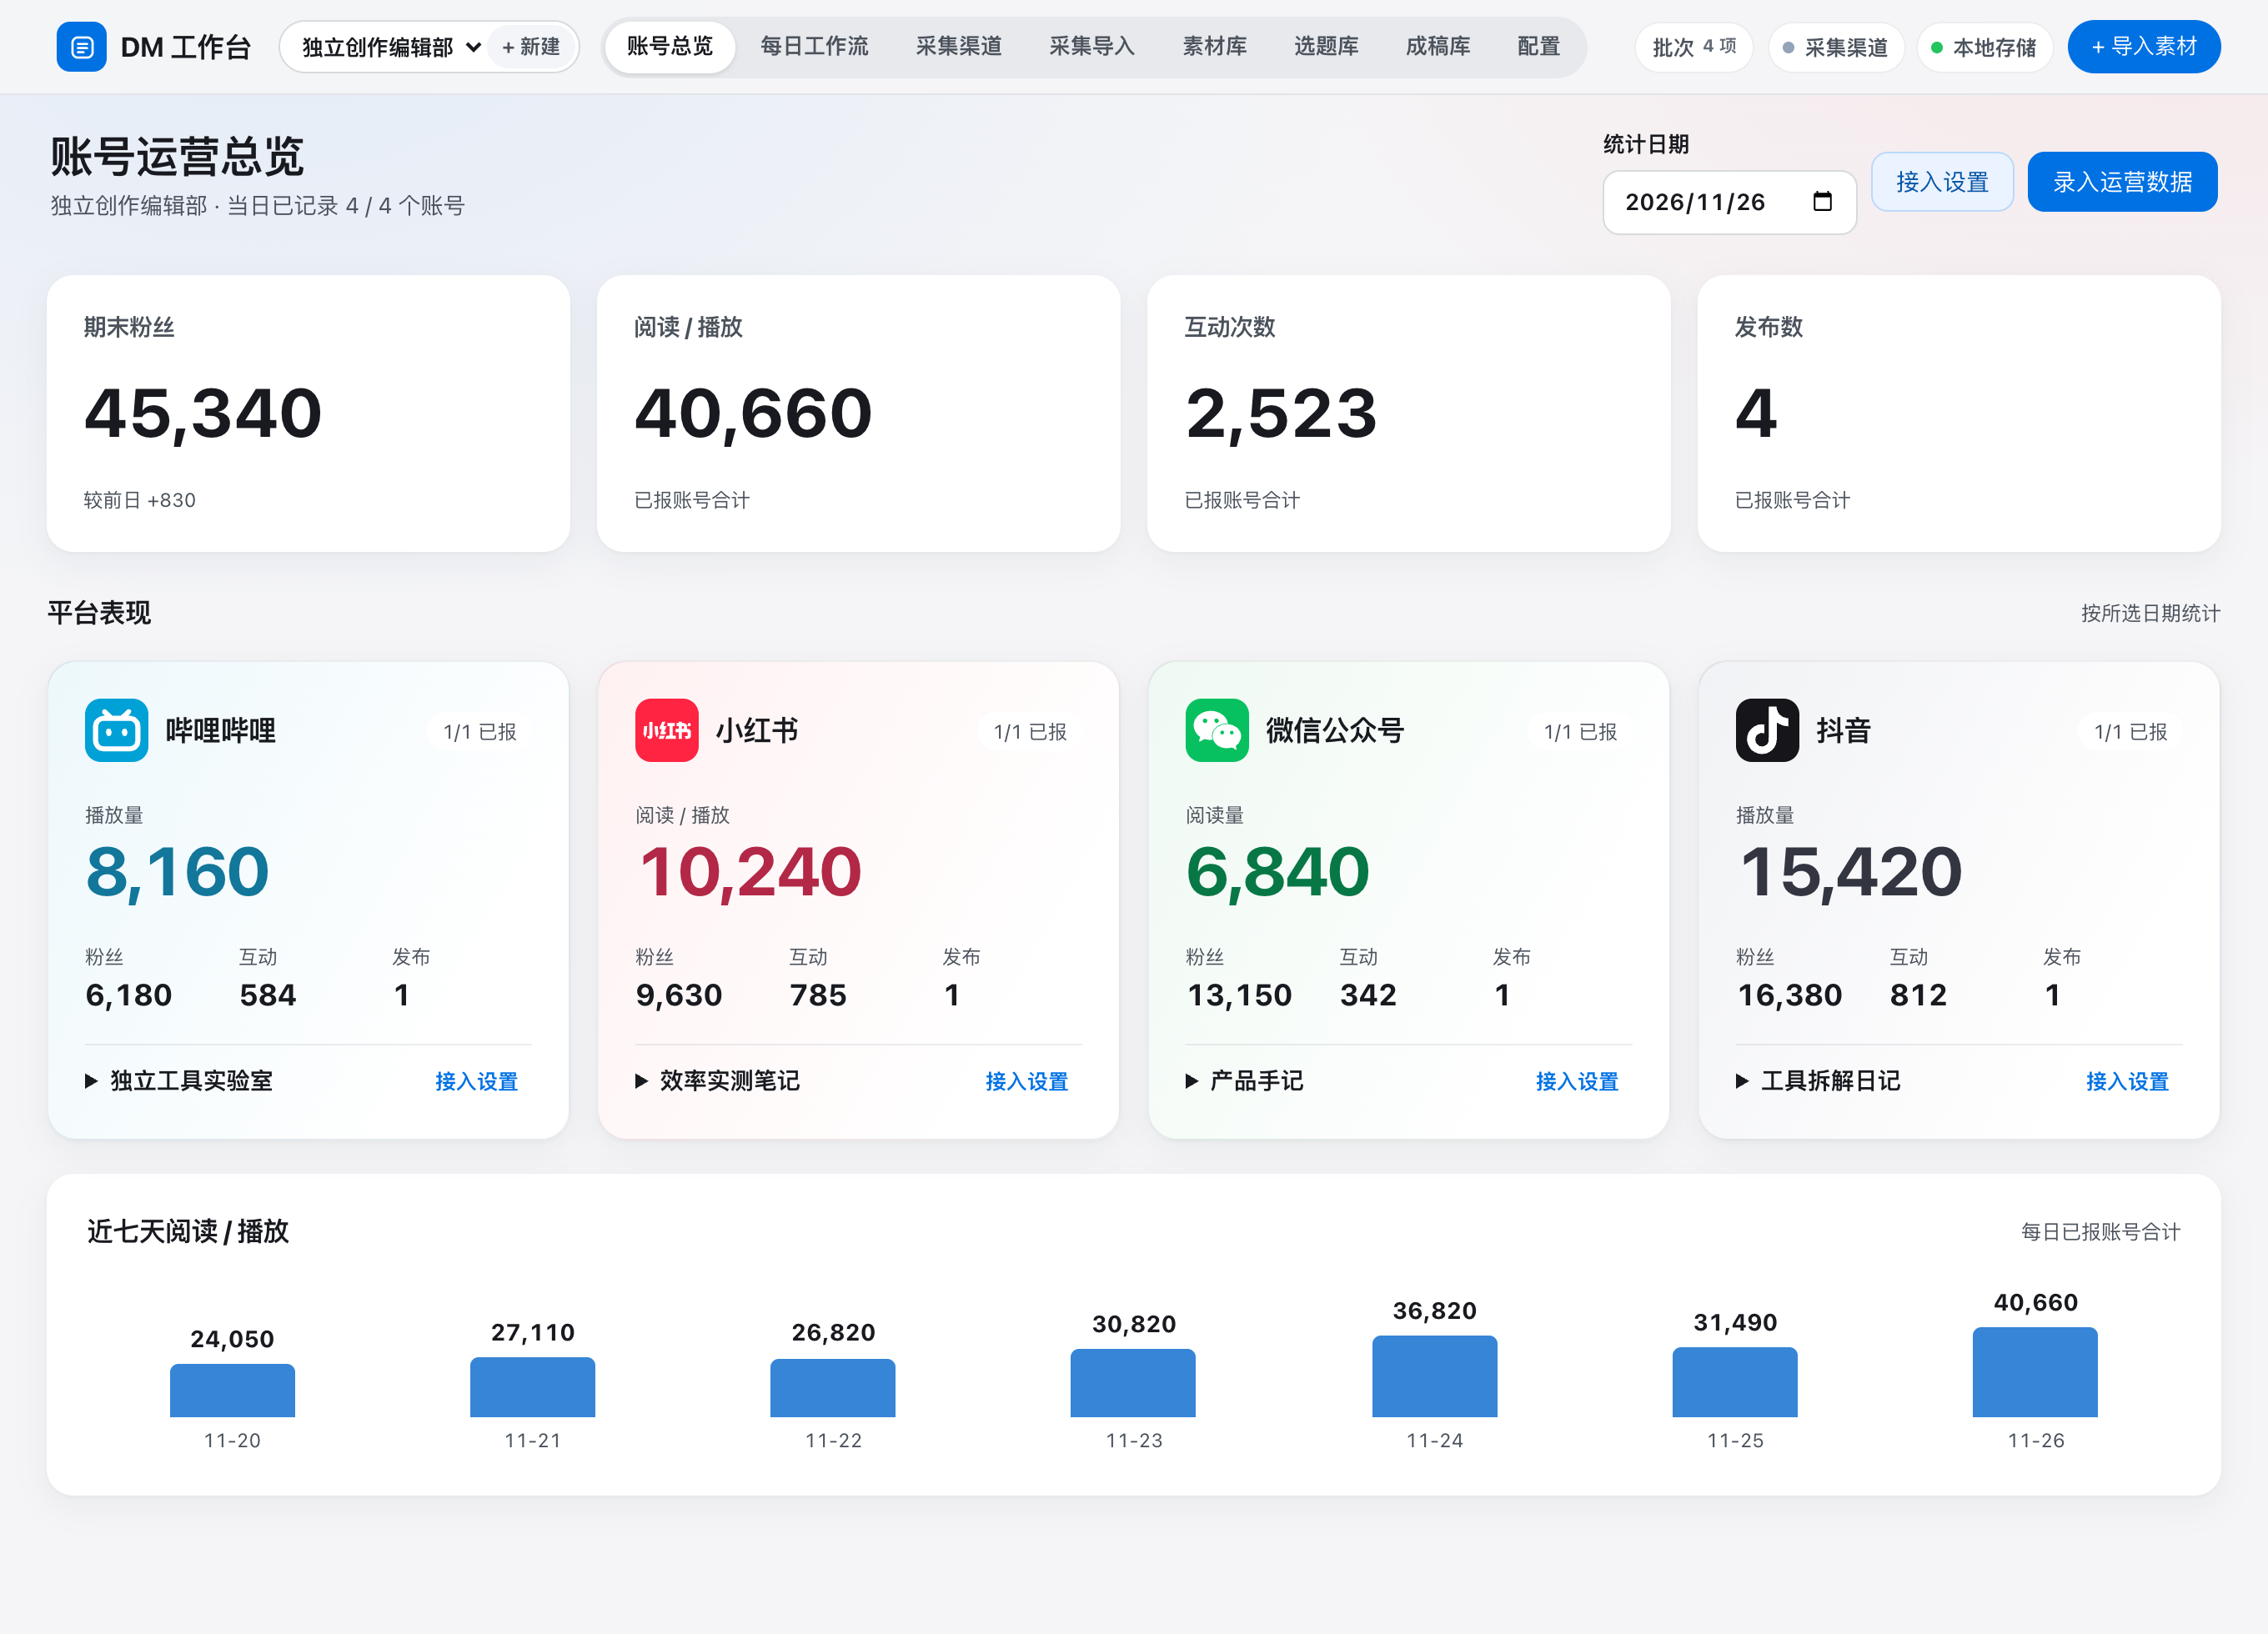 DM 工作台
独立创作编辑部 + 新建
账号总览 每日工作流 采集渠道 采集导入 素材库 选题库 成稿库 配置
批次 4 项 采集渠道 本地存储 + 导入素材
账号运营总览
独立创作编辑部 · 当日已记录 4 / 4 个账号
统计日期
2026/11/26
接入设置 录入运营数据
期末粉丝
45,340
较前日 +830
阅读 / 播放
40,660
已报账号合计
互动次数
2,523
已报账号合计
发布数
4
已报账号合计
平台表现
按所选日期统计
哔哩哔哩 1/1 已报
播放量
8,160
粉丝 互动 发布
6,180 584 1
独立工具实验室 接入设置
小红书
小红书 1/1 已报
阅读 / 播放
10,240
粉丝 互动 发布
9,630 785 1
效率实测笔记 接入设置
微信公众号 1/1 已报
阅读量
6,840
粉丝 互动 发布
13,150 342 1
产品手记 接入设置
抖音 1/1 已报
播放量
15,420
粉丝 互动 发布
16,380 812 1
工具拆解日记 接入设置
近七天阅读 / 播放
每日已报账号合计
24,050 27,110 26,820 30,820 36,820 31,490 40,660
11-20 11-21 11-22 11-23 11-24 11-25 11-26